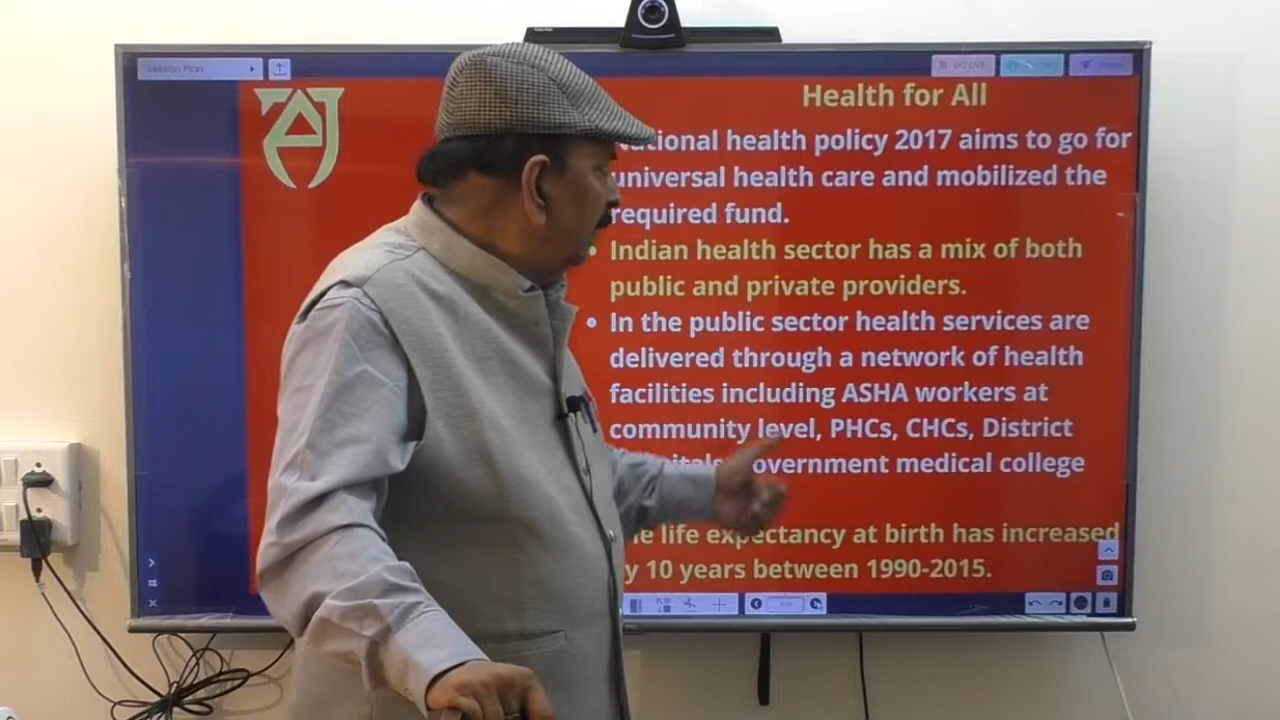 Lesson Plan
Health for All
National health policy 2017 aims to go for
universal health care and mobilized the
required fund.
• Indian health sector has a mix of both
public and private providers.
• In the public sector health services are
delivered through a network of health
facilities including ASHA workers at
community level, PHCs, CHCs, District
government medical college
life expectancy at birth has increased
by 10 years between 1990-2015.